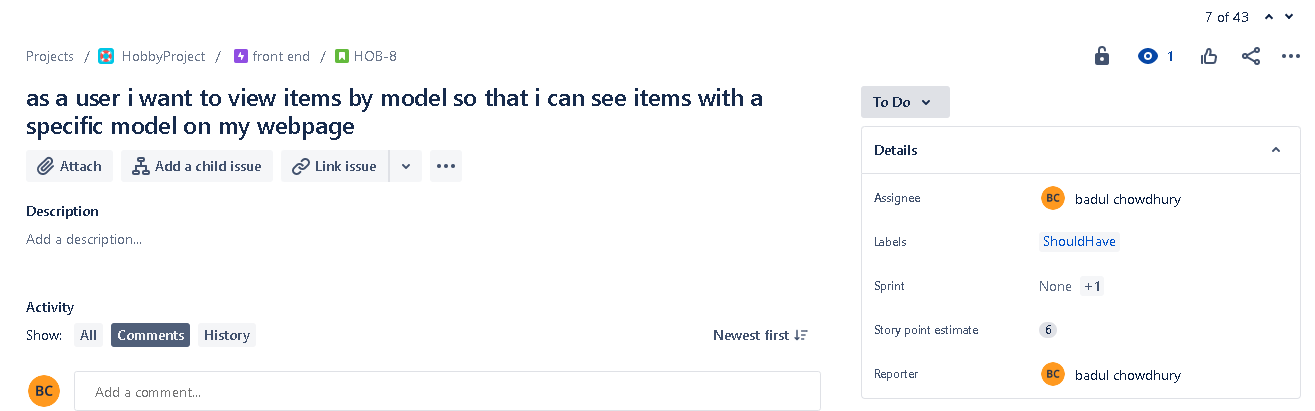 7 of 43
Projects / HobbyProject / front end / HOB-8
1
as a user i want to view items by model so that i can see items with a
specific model on my webpage
Attach
Add a child issue
Link issue
Description
Add a description...
Activity
Show: All Comments History
Newest first
BC
Add a comment...
To Do
Details
Assignee BC badul chowdhury
Labels ShouldHave
Sprint None +1
Story point estimate 6
Reporter BC badul chowdhury